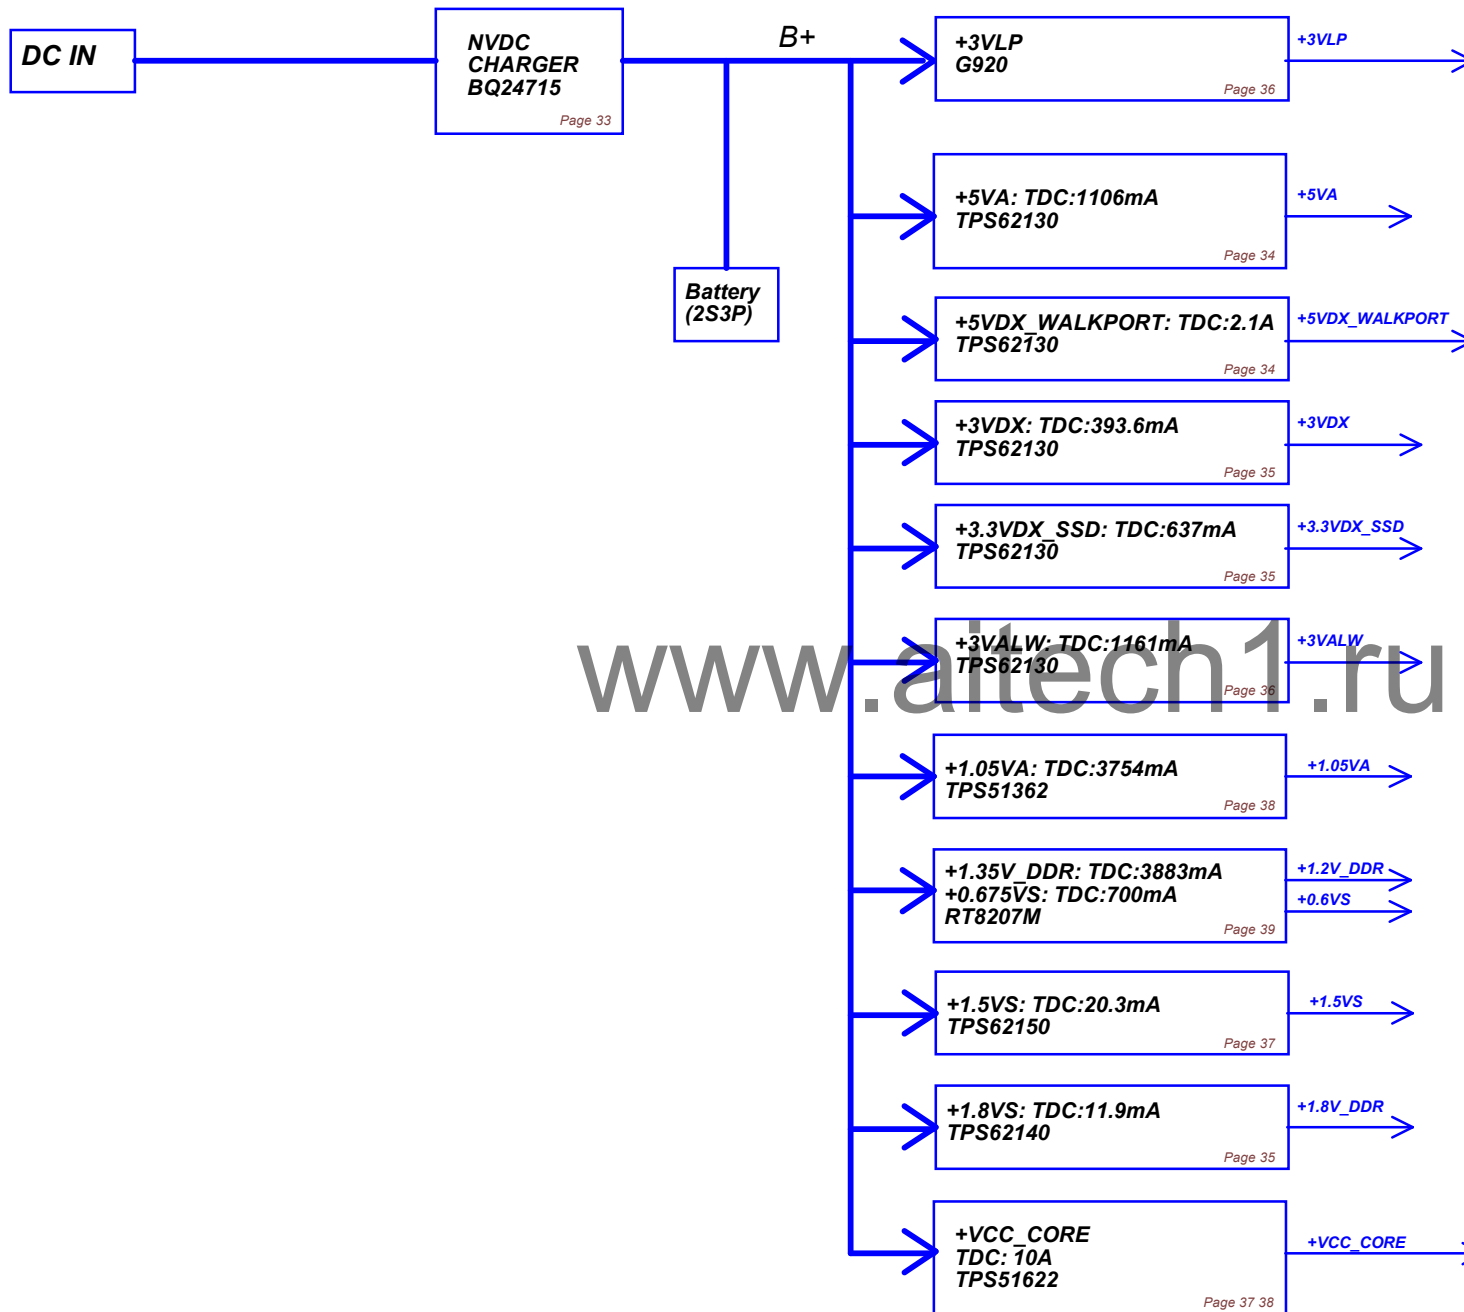 DC IN
NVDC
CHARGER
BQ24715
Page 33
B+
Battery
(2S3P)
+3VLP
G920
Page 36
+3VLP
+5VA: TDC:1106mA
TPS62130
Page 34
+5VA
+5VDX_WALKPORT: TDC:2.1A
TPS62130
Page 34
+5VDX_WALKPORT
+3VDX: TDC:393.6mA
TPS62130
Page 35
+3VDX
+3.3VDX_SSD: TDC:637mA
TPS62130
Page 35
+3.3VDX_SSD
+3VALW: TDC:1161mA
TPS62130
Page 36
+3VALW
www.aitech1.ru
+1.05VA: TDC:3754mA
TPS51362
Page 38
+1.05VA
+1.35V_DDR: TDC:3883mA
+0.675VS: TDC:700mA
RT8207M
Page 39
+1.2V_DDR
+0.6VS
+1.5VS: TDC:20.3mA
TPS62150
Page 37
+1.5VS
+1.8VS: TDC:11.9mA
TPS62140
Page 35
+1.8V_DDR
+VCC_CORE
TDC: 10A
TPS51622
Page 37 38
+VCC_CORE